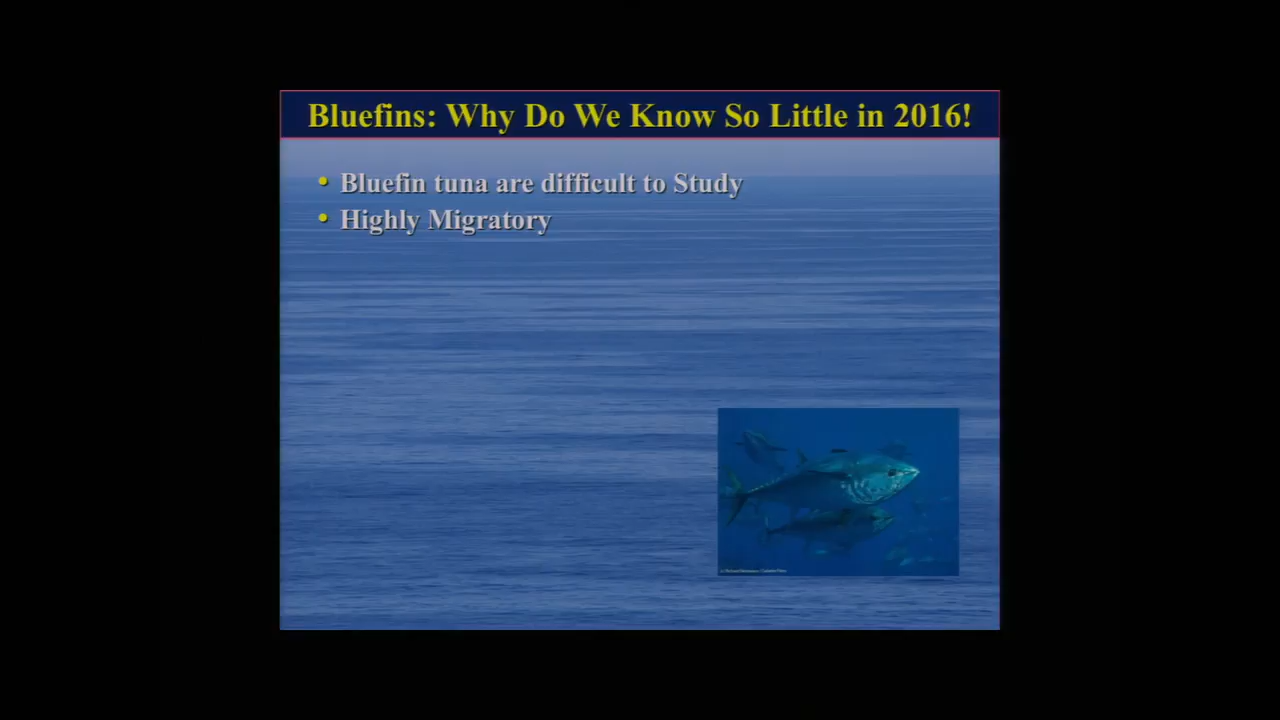 Bluefins: Why Do We Know So Little in 2016!
• Bluefin tuna are difficult to Study
• Highly Migratory